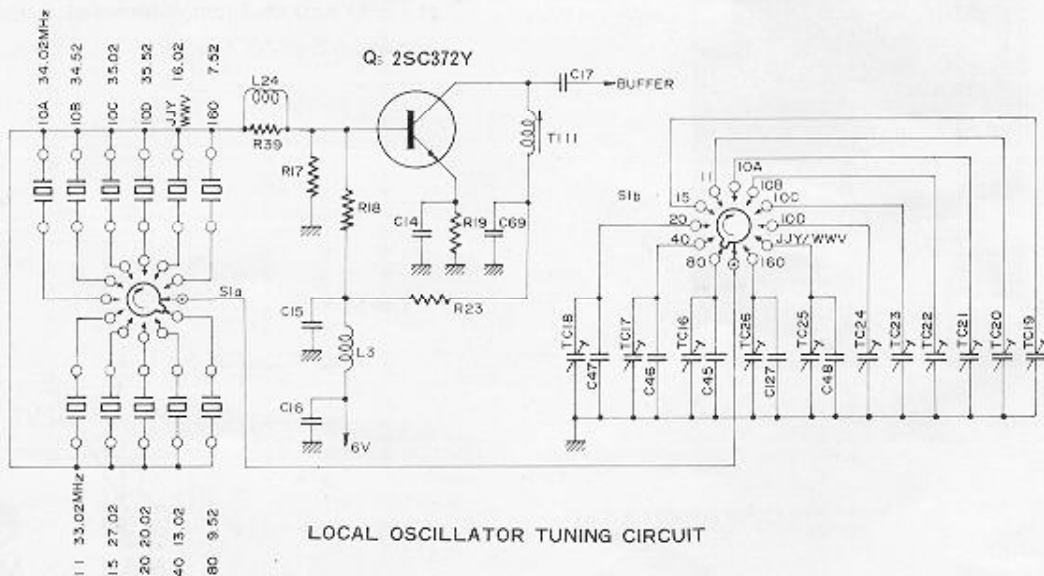 10A 34.02MHz
10B 34.52
10C 35.02
10D 35.52
JJY WWV 16.02
160 7.52
L24
R39
Q3 2SC372Y
C17
BUFFER
T111
R17
R18
C14
R19
C69
R23
C15
L3
C16
6V
S1a
11 33.02MHz
15 27.02
20 20.02
40 13.02
80 9.52
S1b
11
10A
10B
10C
10D
JJY/WWV
160
80
40
20
15
TC18
C47
TC17
C46
TC16
C45
TC26
C127
TC25
C48
TC24
TC23
TC22
TC21
TC20
TC19
LOCAL OSCILLATOR TUNING CIRCUIT